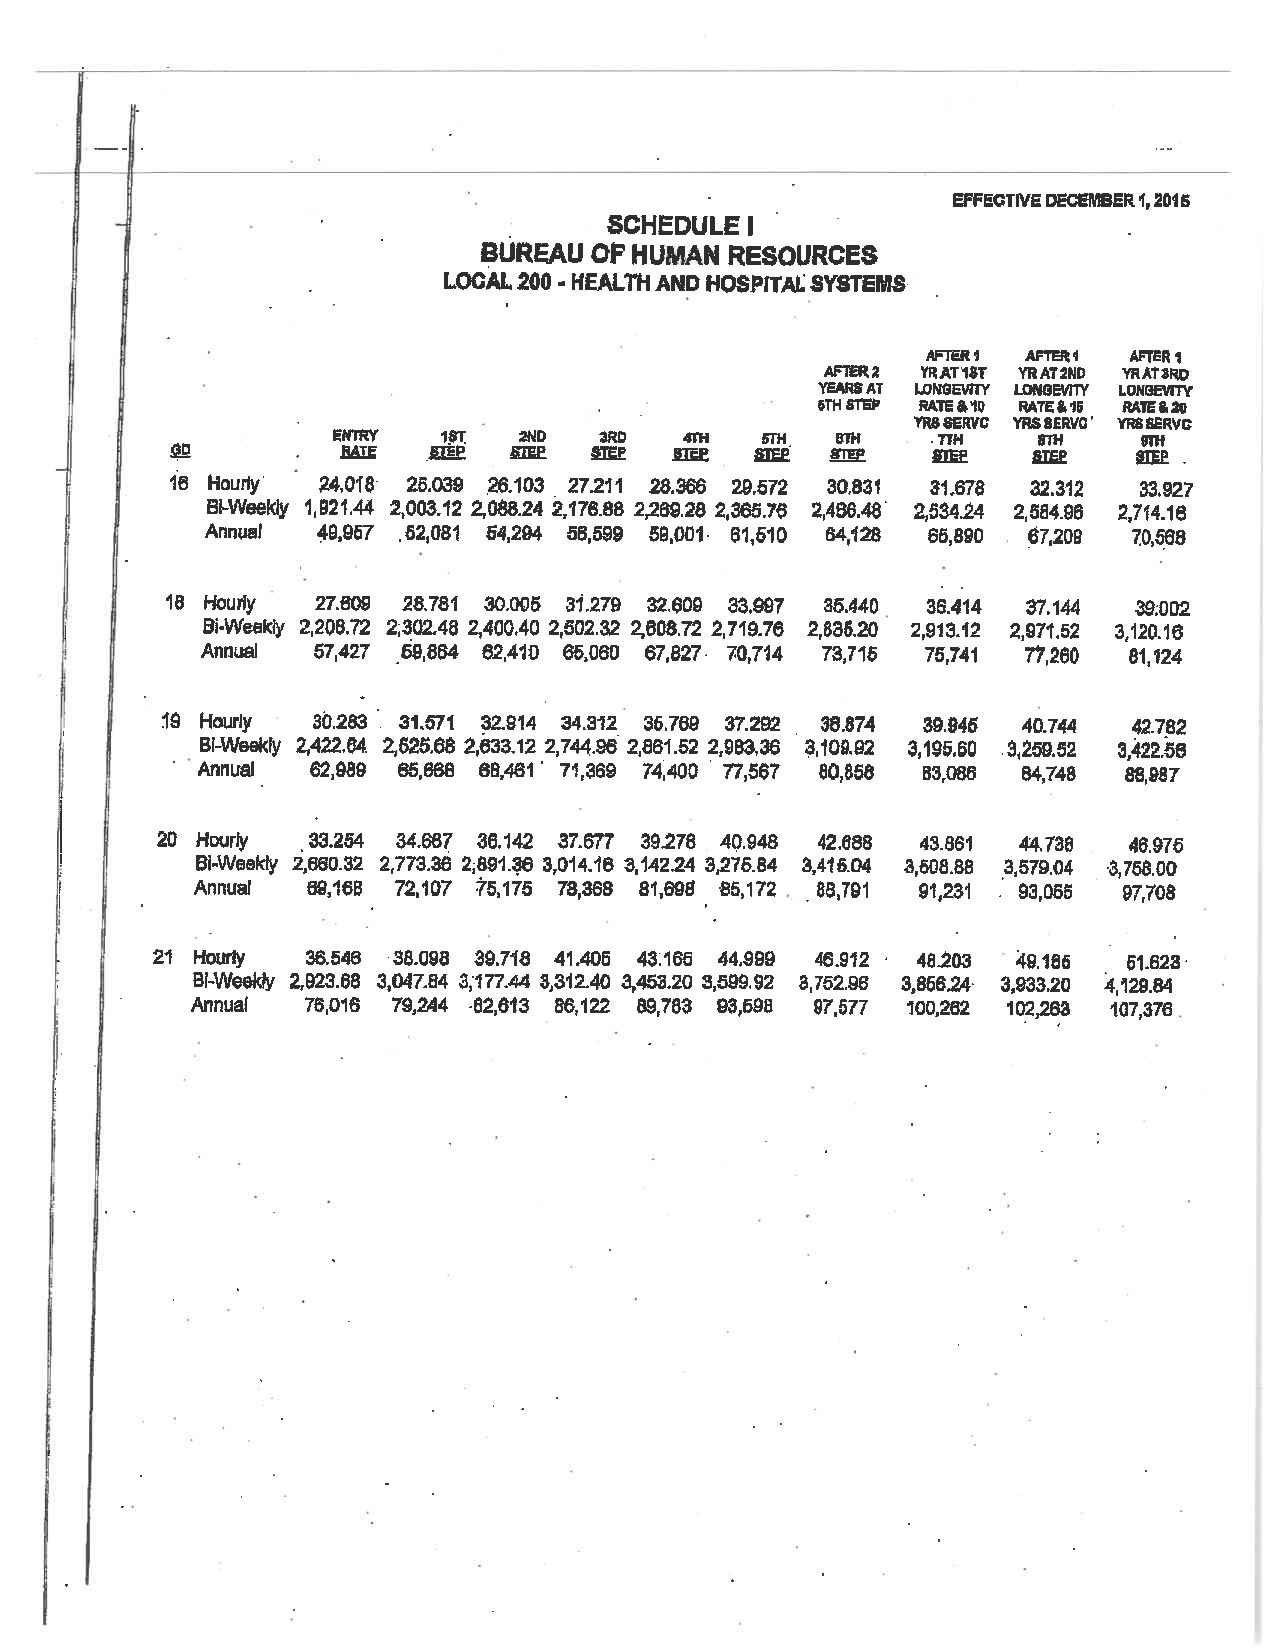 EFFECTIVE DECEMBER 1, 2015
SCHEDULE I
BUREAU OF HUMAN RESOURCES
LOCAL 200 - HEALTH AND HOSPITAL SYSTEMS
AFTER 1 AFTER 1 AFTER 1
AFTER 2 YR AT 1ST YR AT 2ND YR AT 3RD
YEARS AT LONGEVITY LONGEVITY LONGEVITY
5TH STEP RATE & 10 RATE & 15 RATE & 20
YRS SERVC YRS SERVC YRS SERVC
ENTRY 1ST 2ND 3RD 4TH 5TH 6TH 7TH 8TH 9TH
GD RATE STEP STEP STEP STEP STEP STEP STEP STEP STEP
16 Hourly 24.018 25.039 26.103 27.211 28.366 29.572 30.831 31.678 32.312 33.927
Bi-Weekly 1,921.44 2,003.12 2,088.24 2,176.88 2,269.28 2,365.76 2,466.48 2,534.24 2,584.96 2,714.16
Annual 49,957 52,081 54,294 56,599 59,001 61,510 64,128 65,890 67,209 70,568
18 Hourly 27.609 28.781 30.005 31.279 32.609 33.997 35.440 36.414 37.144 39.002
Bi-Weekly 2,208.72 2,302.48 2,400.40 2,502.32 2,608.72 2,719.76 2,835.20 2,913.12 2,971.52 3,120.16
Annual 57,427 59,864 62,410 65,060 67,827 70,714 73,715 75,741 77,260 81,124
19 Hourly 30.283 31.571 32.914 34.312 35.769 37.292 38.874 39.945 40.744 42.782
Bi-Weekly 2,422.64 2,525.68 2,633.12 2,744.96 2,861.52 2,983.36 3,109.92 3,195.60 3,259.52 3,422.56
Annual 62,989 65,668 68,461 71,369 74,400 77,567 80,858 83,086 84,748 88,987
20 Hourly 33.254 34.667 36.142 37.677 39.278 40.948 42.688 43.861 44.738 46.975
Bi-Weekly 2,660.32 2,773.36 2,891.36 3,014.16 3,142.24 3,275.84 3,415.04 3,508.88 3,579.04 3,758.00
Annual 69,168 72,107 75,175 78,368 81,698 85,172 88,791 91,231 93,055 97,708
21 Hourly 36.546 38.098 39.718 41.405 43.165 44.999 46.912 48.203 49.165 51.623
Bi-Weekly 2,923.68 3,047.84 3,177.44 3,312.40 3,453.20 3,599.92 3,752.96 3,856.24 3,933.20 4,129.84
Annual 76,016 79,244 82,613 86,122 89,783 93,598 97,577 100,262 102,263 107,376